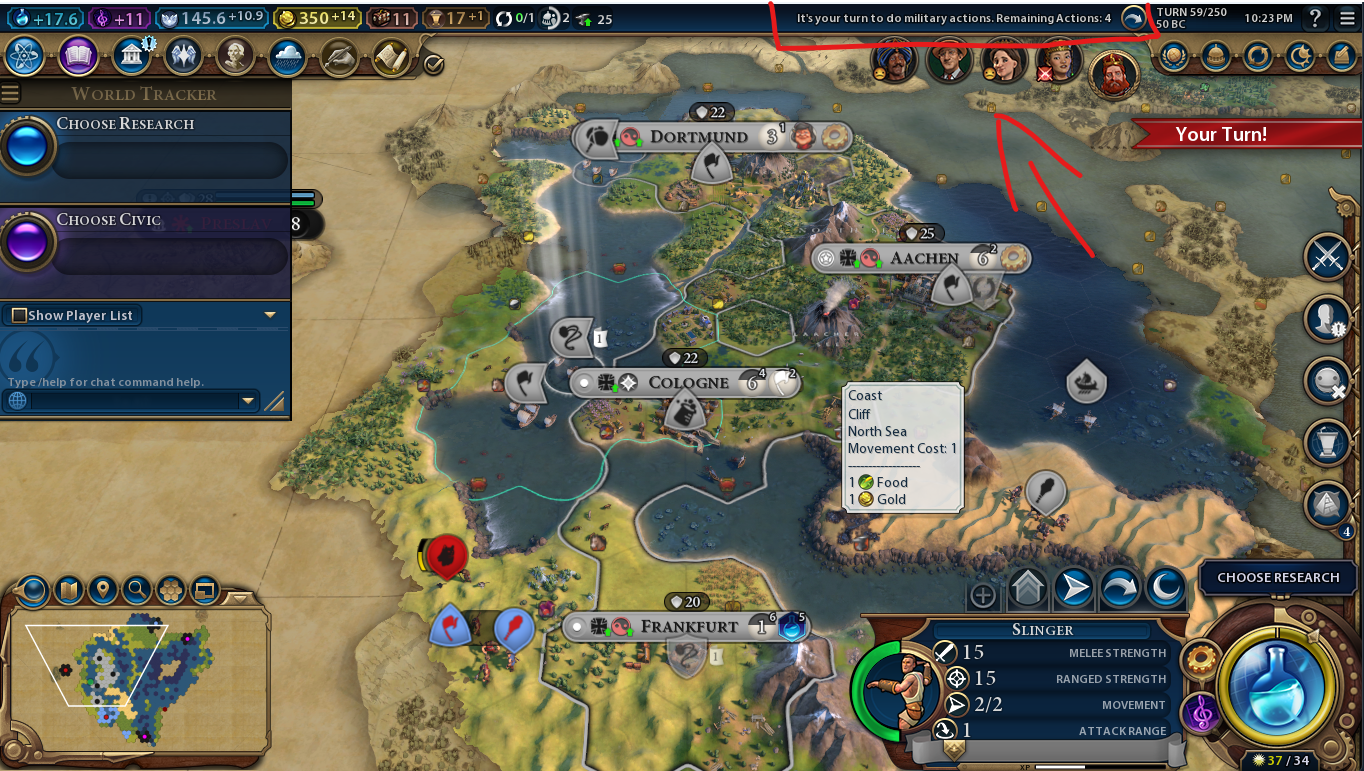 +17.6 +11 145.6 +10.9 350 +14 11 17 +1 0/1 2 25
It's your turn to do military actions. Remaining Actions: 4
TURN 59/250
50 BC
10:23 PM
?
WORLD TRACKER
CHOOSE RESEARCH
CHOOSE CIVIC
8
Show Player List
Type /help for chat command help.
Your Turn!
22
DORTMUND 3 1
25
AACHEN 6 2
1
22
COLOGNE 6 4 2
Coast
Cliff
North Sea
Movement Cost: 1
------------------
1 Food
1 Gold
20
FRANKFURT 1 6 5
1
4
CHOOSE RESEARCH
SLINGER
15 MELEE STRENGTH
15 RANGED STRENGTH
2/2 MOVEMENT
1 ATTACK RANGE
XP
37 / 34